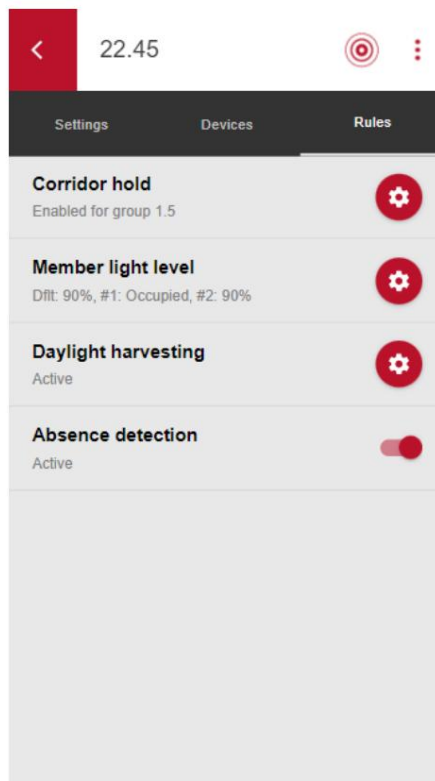 22.45
Settings Devices Rules
Corridor hold
Enabled for group 1.5
Member light level
Dflt: 90%, #1: Occupied, #2: 90%
Daylight harvesting
Active
Absence detection
Active